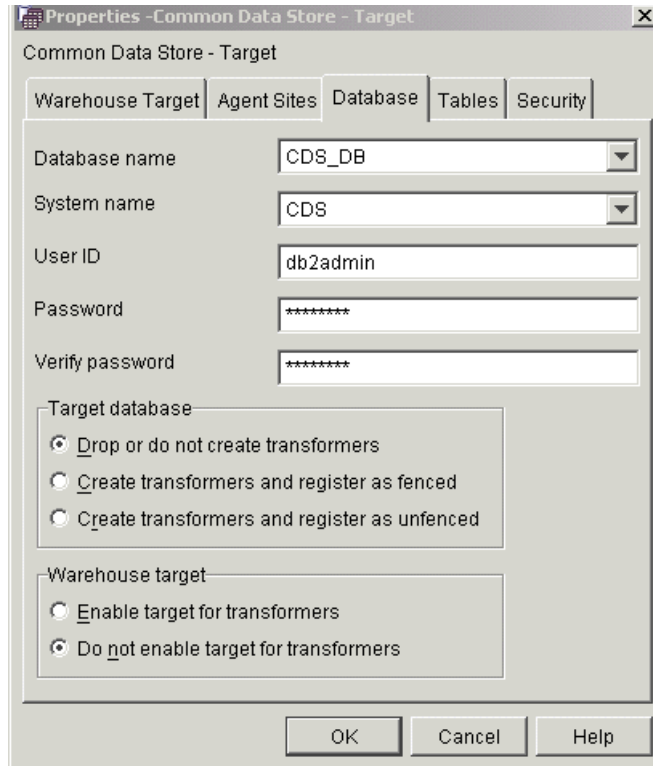 Properties -Common Data Store - Target
Common Data Store - Target
Warehouse Target Agent Sites Database Tables Security
Database name CDS_DB
System name CDS
User ID db2admin
Password ********
Verify password ********
Target database
Drop or do not create transformers
Create transformers and register as fenced
Create transformers and register as unfenced
Warehouse target
Enable target for transformers
Do not enable target for transformers
OK Cancel Help